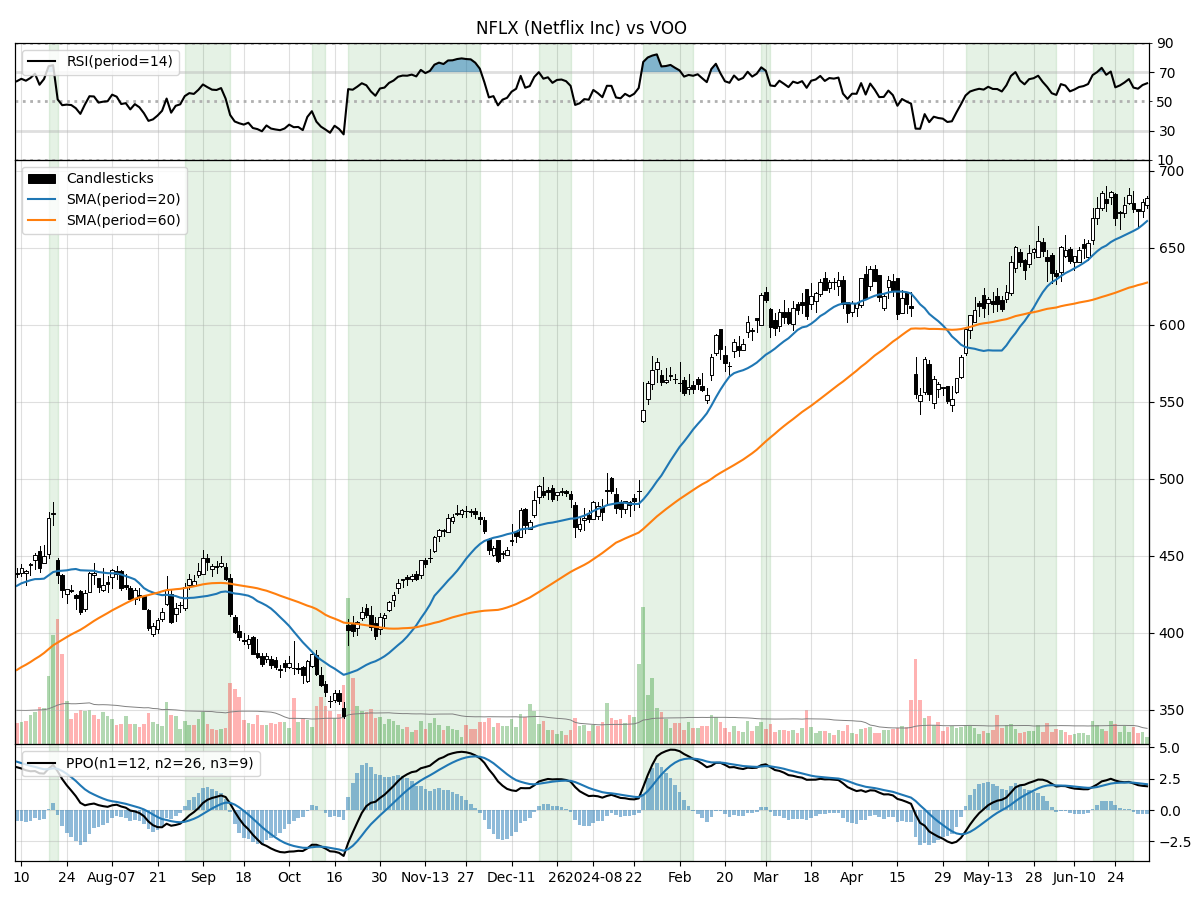 NFLX (Netflix Inc) vs VOO
RSI(period=14)
90
70
50
30
10
Candlesticks
SMA(period=20)
SMA(period=60)
700
650
600
550
500
450
400
350
PPO(n1=12, n2=26, n3=9)
5.0
2.5
0.0
−2.5
10 24 Aug-07 21 Sep 18 Oct 16 30 Nov-13 27 Dec-11 26 2024-08 22 Feb 20 Mar 18 Apr 15 29 May-13 28 Jun-10 24